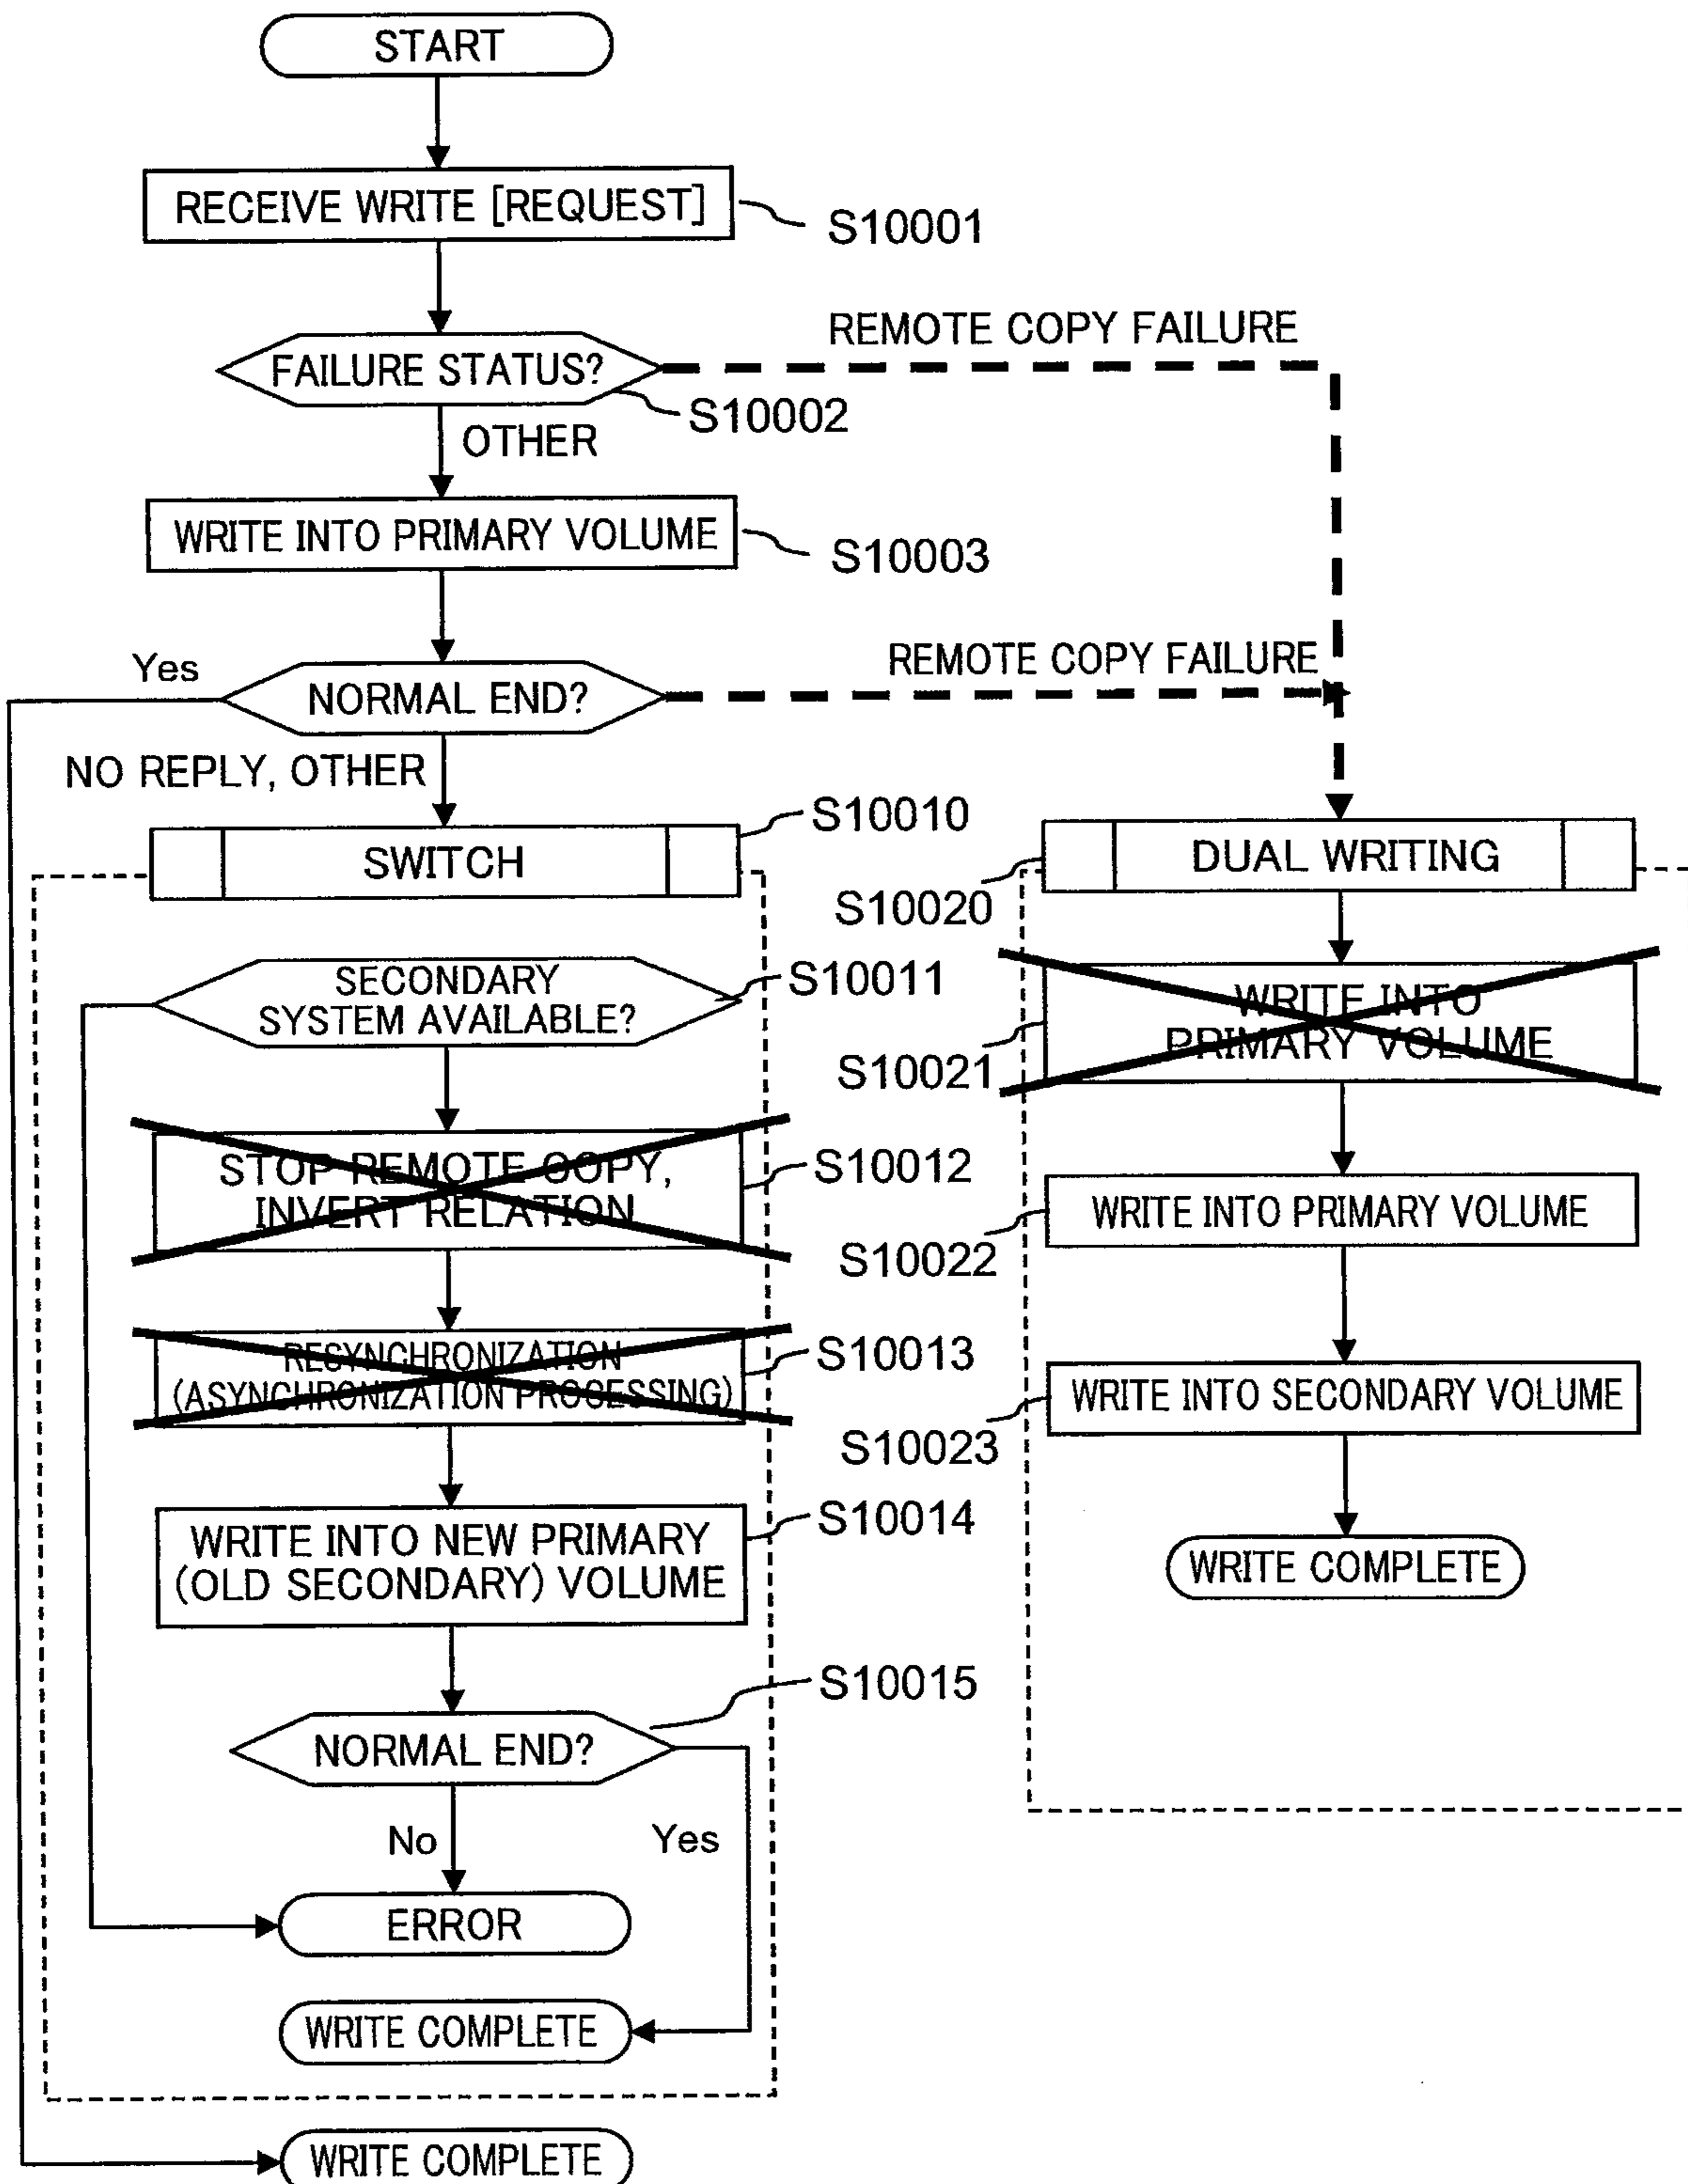 START
RECEIVE WRITE [REQUEST]
S10001
REMOTE COPY FAILURE
FAILURE STATUS?
S10002
OTHER
WRITE INTO PRIMARY VOLUME
S10003
Yes
NORMAL END?
REMOTE COPY FAILURE
NO REPLY, OTHER
S10010
SWITCH
SECONDARY
SYSTEM AVAILABLE?
S10011
STOP REMOTE COPY,
INVERT RELATION
S10012
RESYNCHRONIZATION
(ASYNCHRONIZATION PROCESSING)
S10013
WRITE INTO NEW PRIMARY
(OLD SECONDARY) VOLUME
S10014
S10015
NORMAL END?
No
Yes
ERROR
WRITE COMPLETE
WRITE COMPLETE
DUAL WRITING
S10020
WRITE INTO
PRIMARY VOLUME
S10021
WRITE INTO PRIMARY VOLUME
S10022
WRITE INTO SECONDARY VOLUME
S10023
WRITE COMPLETE